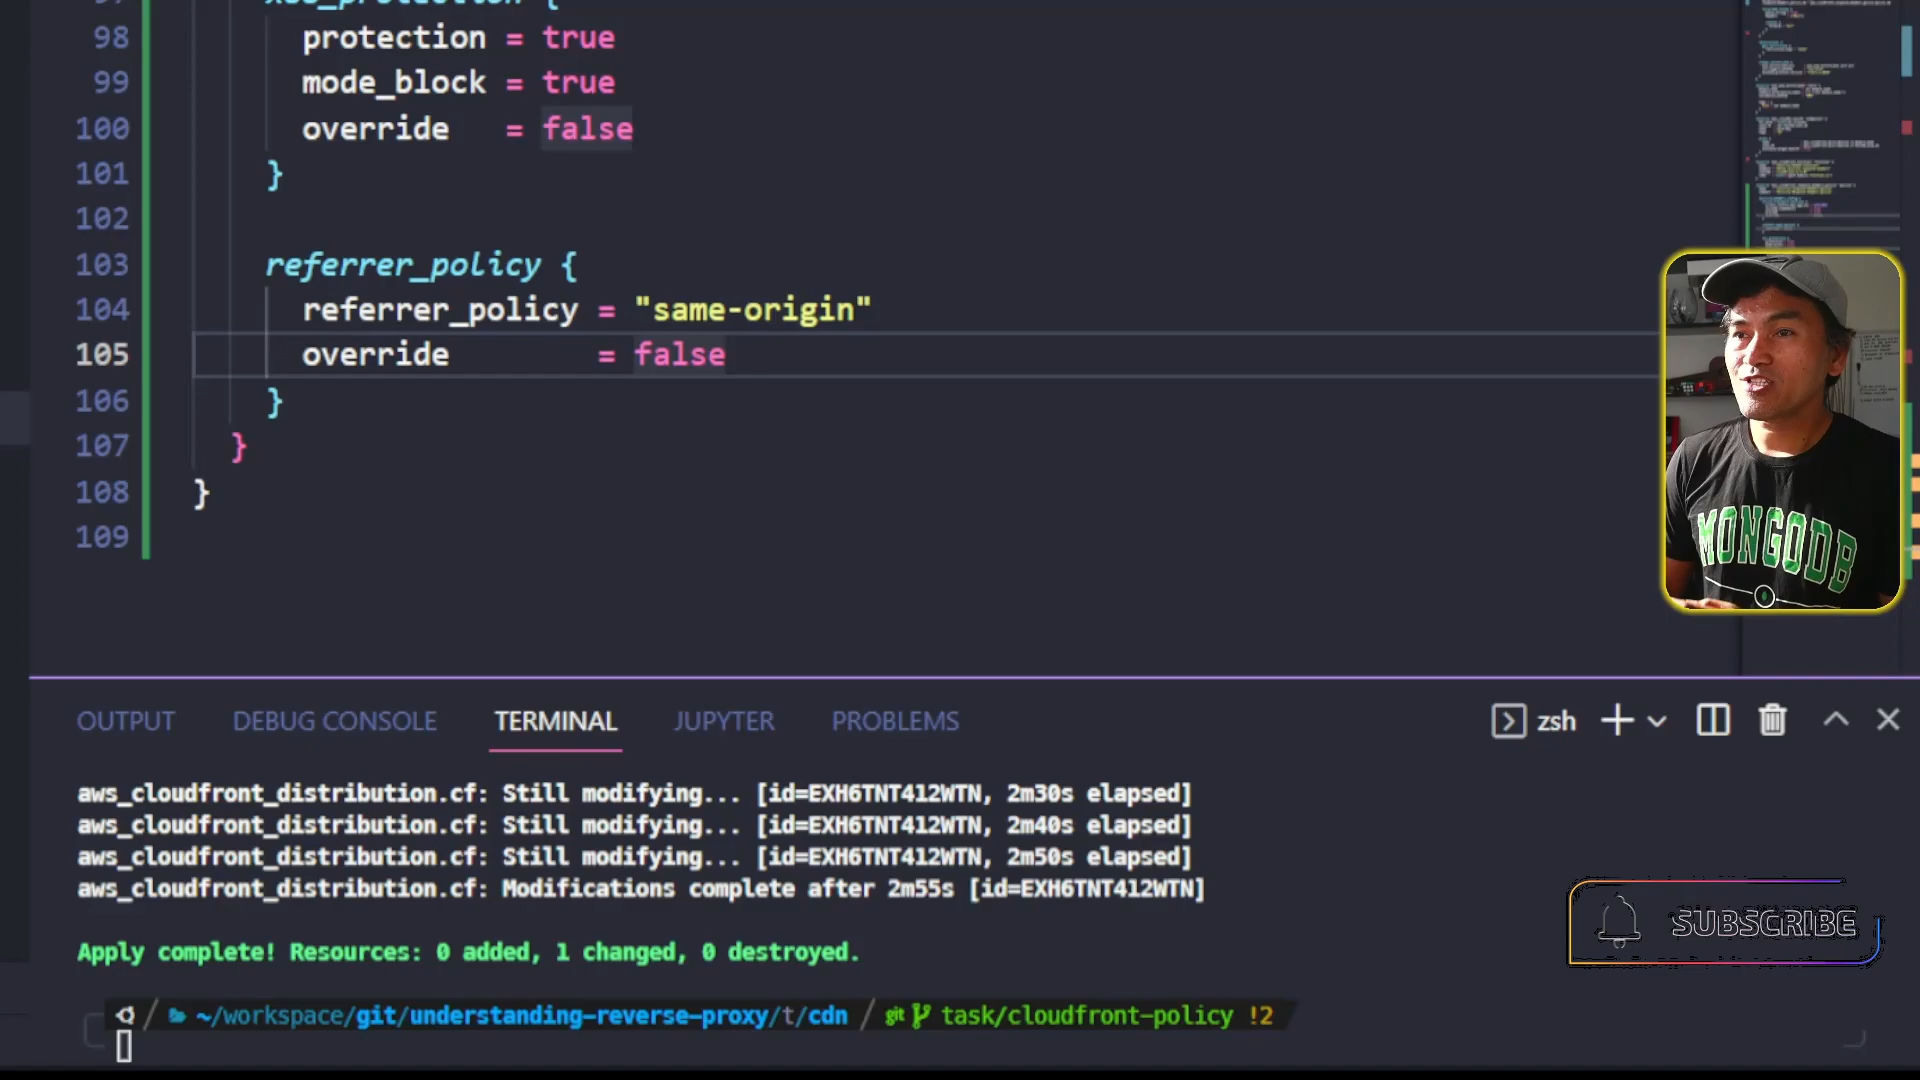 97 xss_protection {
98 protection = true
99 mode_block = true
100 override = false
101 }
102
103 referrer_policy {
104 referrer_policy = "same-origin"
105 override = false
106 }
107 }
108 }
109
MONGODB
OUTPUT DEBUG CONSOLE TERMINAL JUPYTER PROBLEMS zsh
aws_cloudfront_distribution.cf: Still modifying... [id=EXH6TNT412WTN, 2m30s elapsed]
aws_cloudfront_distribution.cf: Still modifying... [id=EXH6TNT412WTN, 2m40s elapsed]
aws_cloudfront_distribution.cf: Still modifying... [id=EXH6TNT412WTN, 2m50s elapsed]
aws_cloudfront_distribution.cf: Modifications complete after 2m55s [id=EXH6TNT412WTN]
SUBSCRIBE
Apply complete! Resources: 0 added, 1 changed, 0 destroyed.
/ ~/workspace/git/understanding-reverse-proxy/t/cdn / git task/cloudfront-policy !2